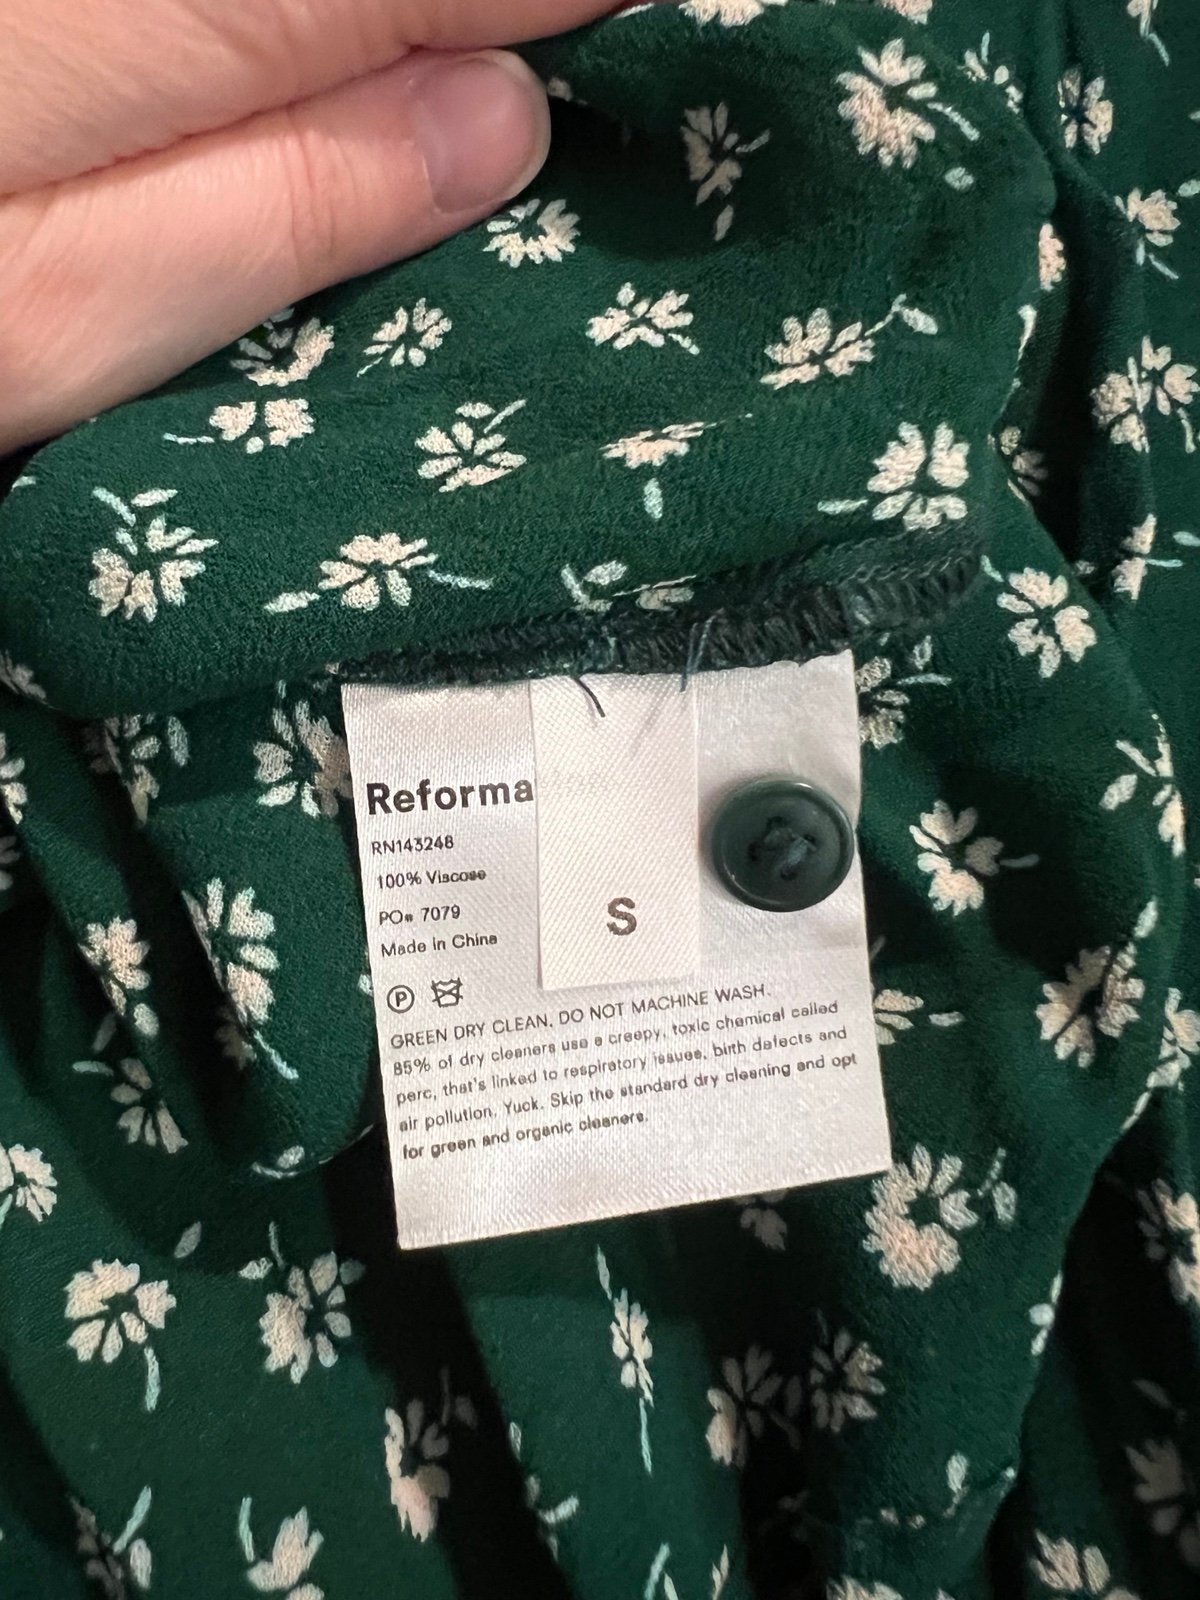 Reforma
RN143248
100% Viscose
PO# 7079
Made in China
S
P
GREEN DRY CLEAN. DO NOT MACHINE WASH.
85% of dry cleaners use a creepy, toxic chemical called
perc, that's linked to respiratory issues, birth defects and
air pollution. Yuck. Skip the standard dry cleaning and opt
for green and organic cleaners.